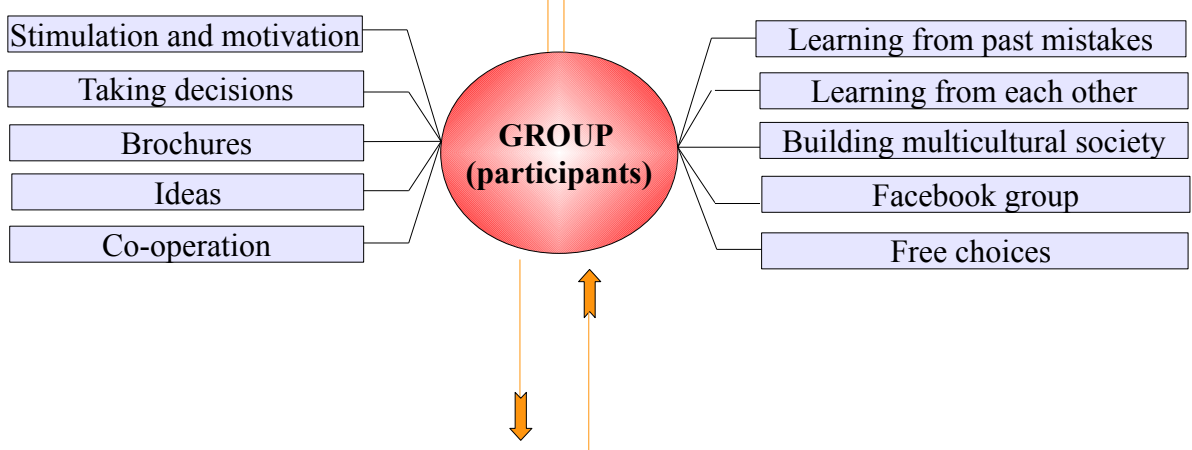 Stimulation and motivation
Taking decisions
Brochures
Ideas
Co-operation
GROUP
(participants)
Learning from past mistakes
Learning from each other
Building multicultural society
Facebook group
Free choices